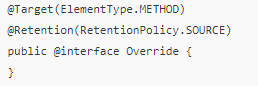 @Target(ElementType.METHOD)
@Retention(RetentionPolicy.SOURCE)
public @interface Override {
}